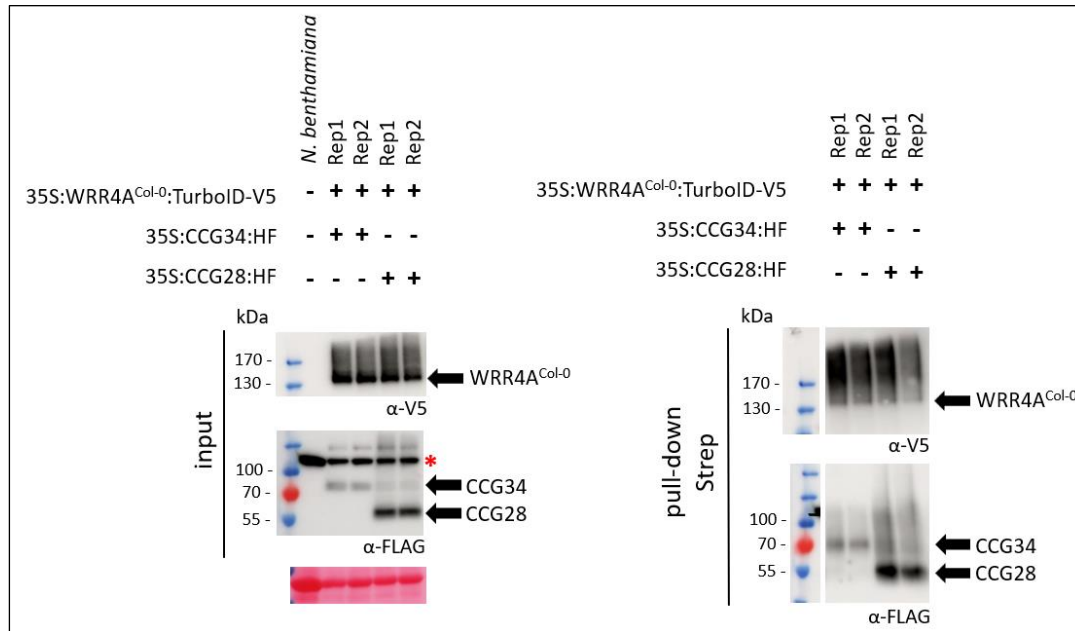 N. benthamiana
Rep1
Rep2
Rep1
Rep2
35S:WRR4ACol-0:TurboID-V5 - + + + +
35S:CCG34:HF - + + - -
35S:CCG28:HF - - - + +
kDa
170 -
130 -
WRR4ACol-0
α-V5
input
*
100 -
70 -
CCG34
55 -
CCG28
α-FLAG
Rep1
Rep2
Rep1
Rep2
35S:WRR4ACol-0:TurboID-V5 + + + +
35S:CCG34:HF + + - -
35S:CCG28:HF - - + +
kDa
170 -
130 -
WRR4ACol-0
α-V5
pull-down
Strep
100 -
70 -
CCG34
55 -
CCG28
α-FLAG